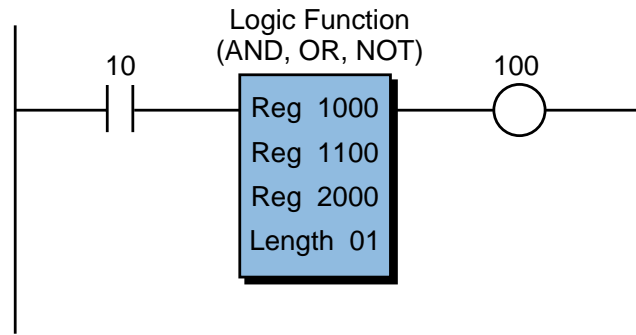 Logic Function
(AND, OR, NOT)
10
100
Reg 1000
Reg 1100
Reg 2000
Length 01